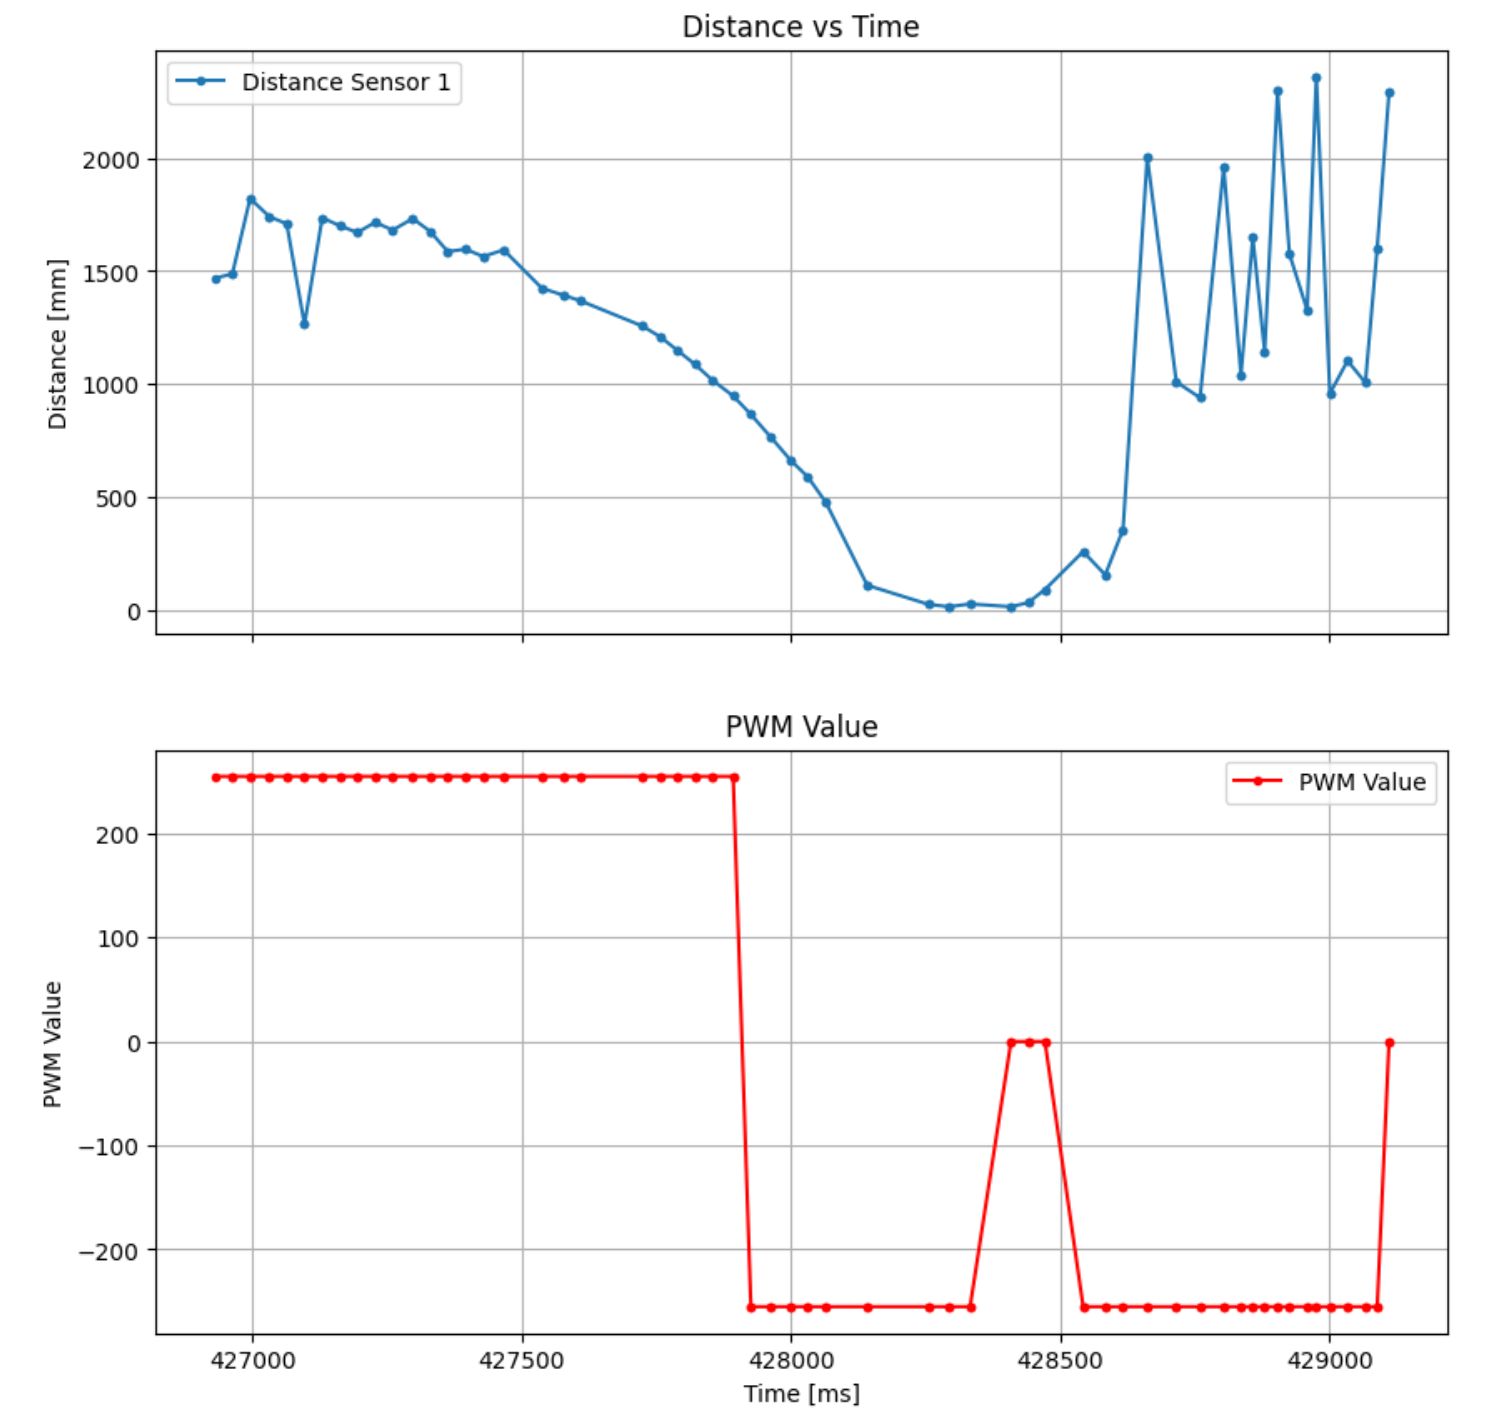 Distance vs Time
Distance Sensor 1
2000
1500
1000
500
0
Distance [mm]
PWM Value
PWM Value
200
100
0
−100
−200
PWM Value
427000 427500 428000 428500 429000
Time [ms]